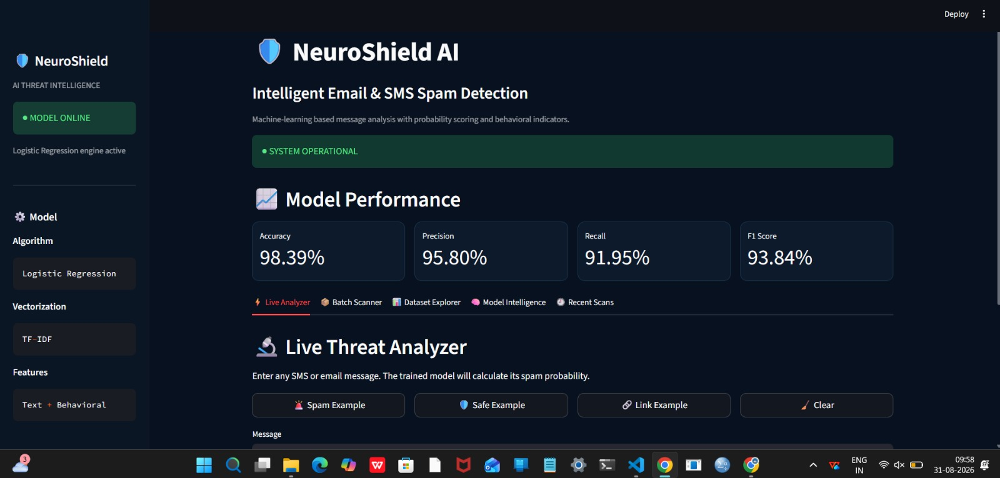 Deploy
NeuroShield
AI THREAT INTELLIGENCE
MODEL ONLINE
Logistic Regression engine active
Model
Algorithm
Logistic Regression
Vectorization
TF-IDF
Features
Text + Behavioral
NeuroShield AI
Intelligent Email & SMS Spam Detection
Machine-learning based message analysis with probability scoring and behavioral indicators.
SYSTEM OPERATIONAL
Model Performance
Accuracy
98.39%
Precision
95.80%
Recall
91.95%
F1 Score
93.84%
Live Analyzer Batch Scanner Dataset Explorer Model Intelligence Recent Scans
Live Threat Analyzer
Enter any SMS or email message. The trained model will calculate its spam probability.
Spam Example Safe Example Link Example Clear
Message
3
W
ENG
IN
09:58
31-08-2026